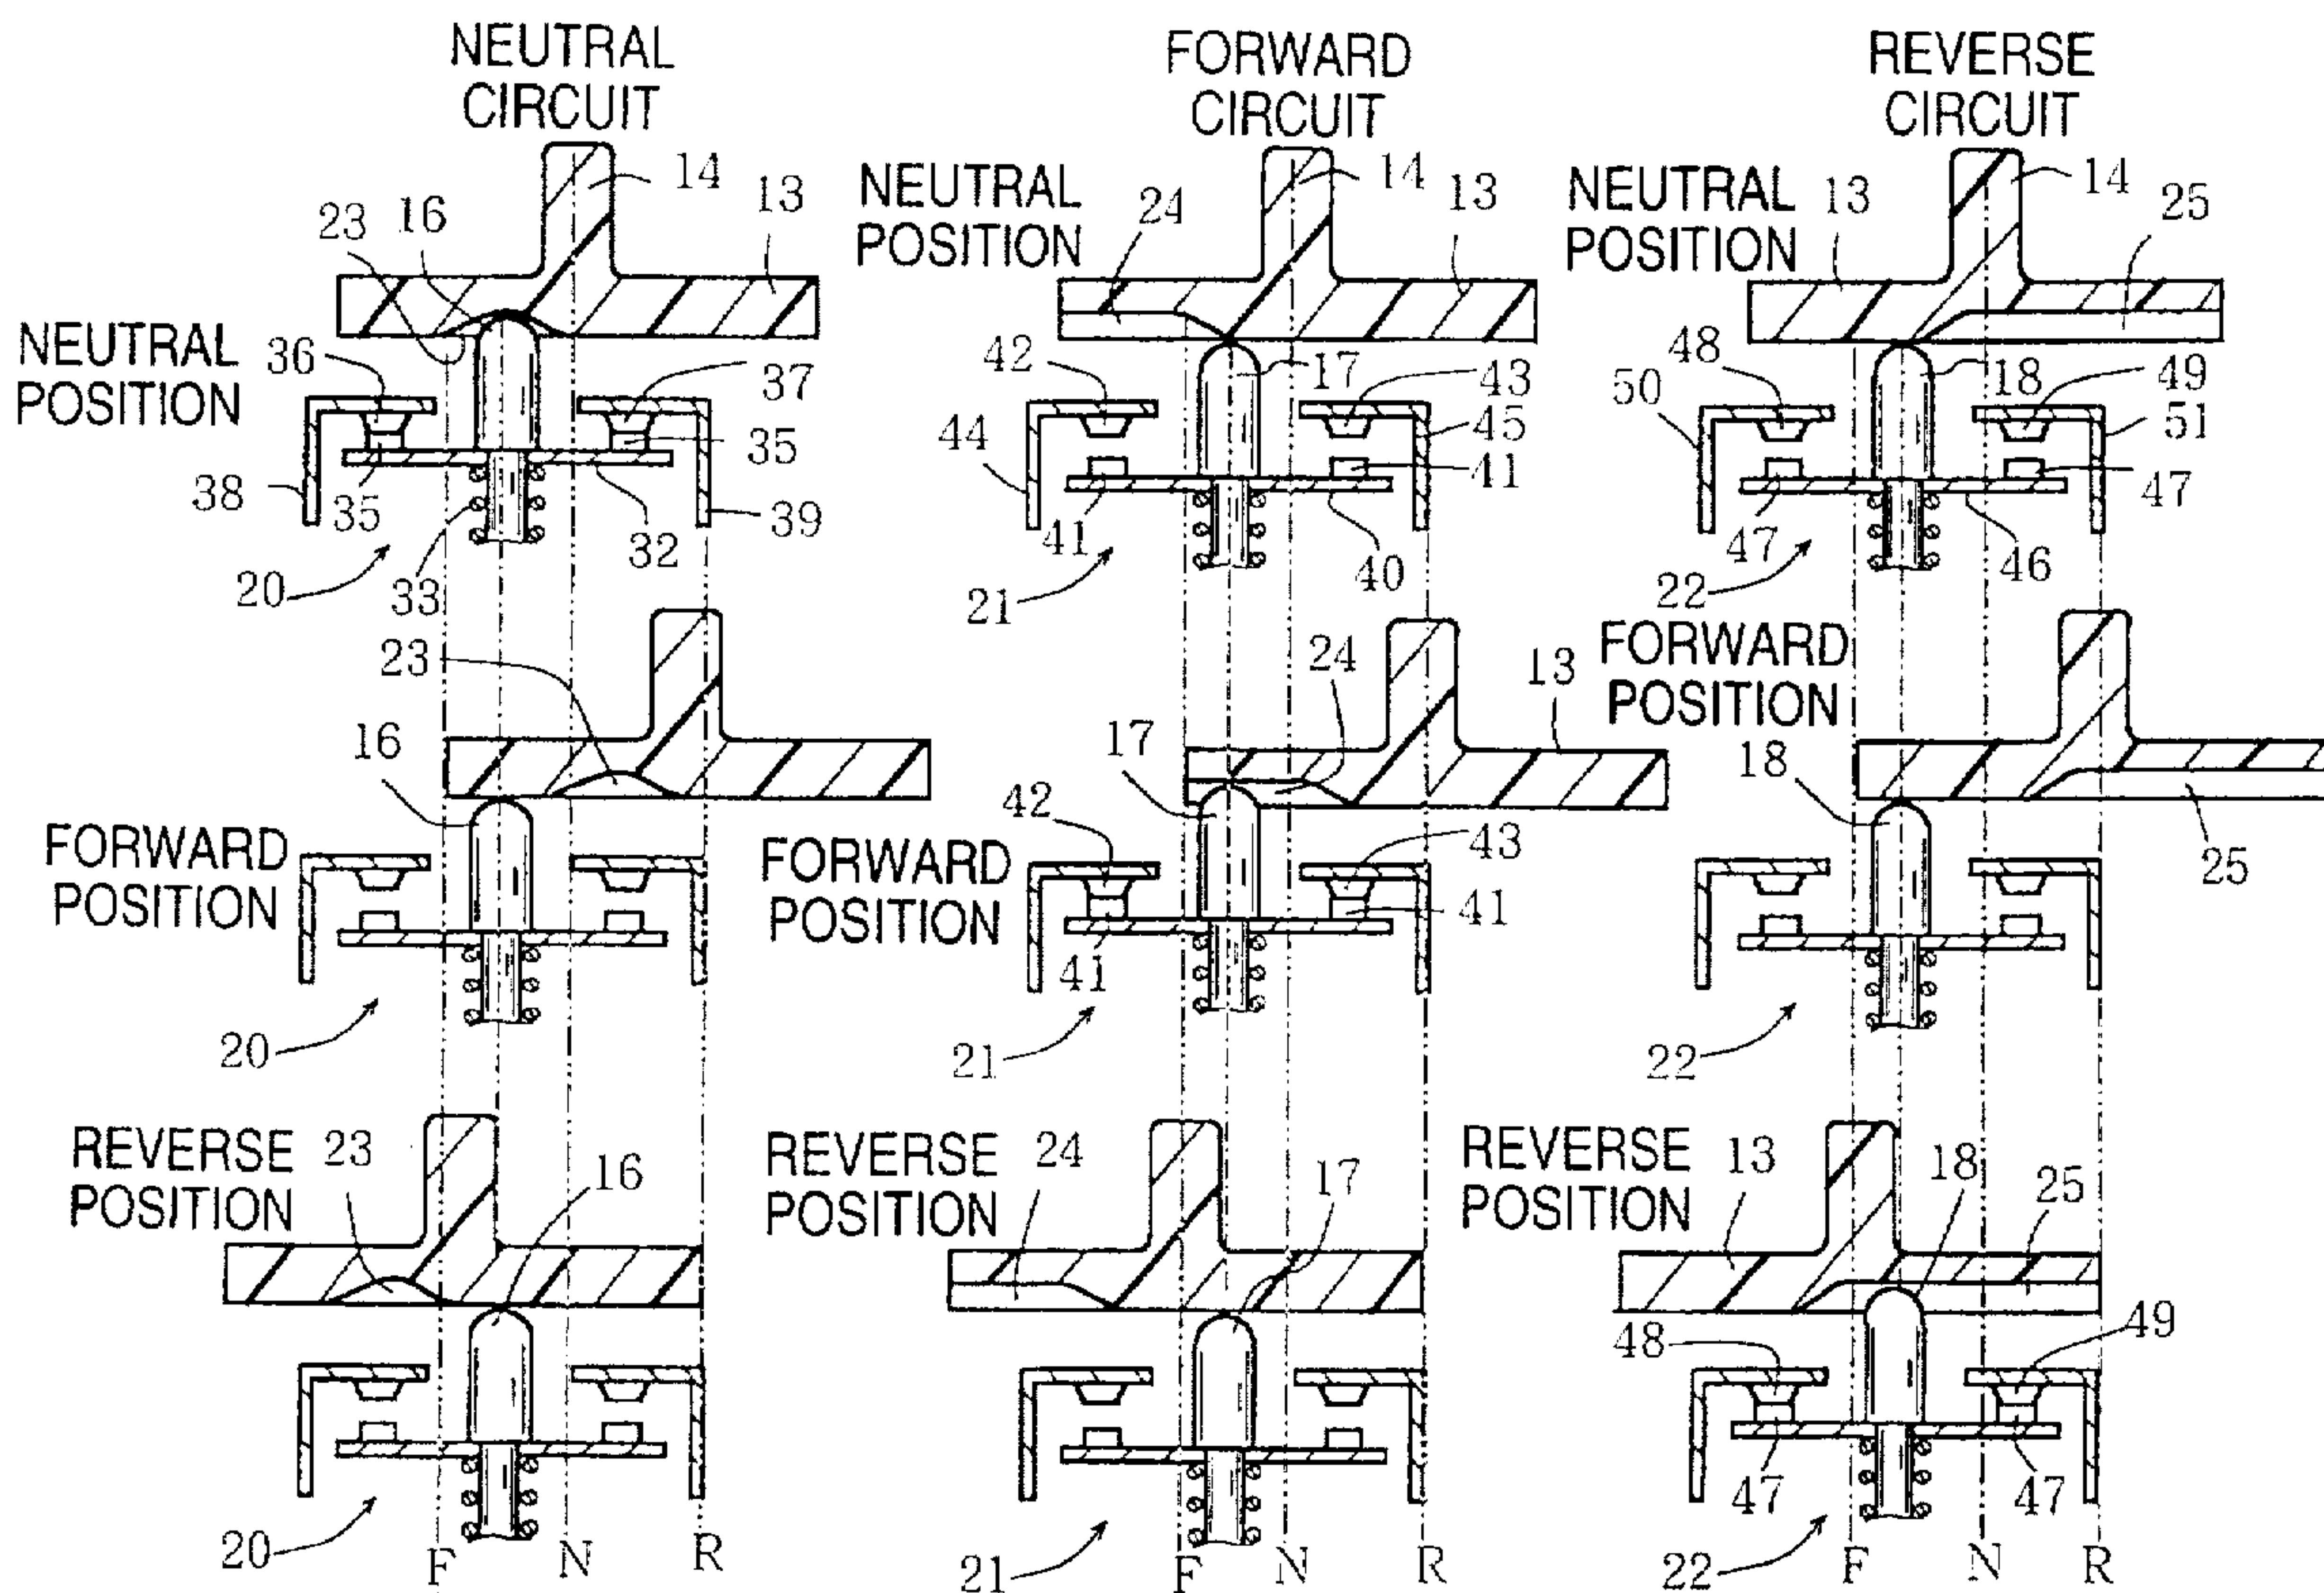 NEUTRAL
CIRCUIT
FORWARD
CIRCUIT
REVERSE
CIRCUIT
14
13
16
23
NEUTRAL
POSITION
36
37
35
35
38
39
33
32
20
NEUTRAL
POSITION
24
14
13
42
17
43
44
45
41
41
40
21
NEUTRAL
POSITION
13
14
25
48
18
49
50
51
47
47
46
22
23
16
FORWARD
POSITION
20
24
13
17
42
43
FORWARD
POSITION
41
41
21
FORWARD
POSITION
18
25
22
REVERSE
POSITION
23
16
20
F
N
R
REVERSE
POSITION
24
17
21
F
N
R
REVERSE
POSITION
13
18
25
48
49
47
47
22
F
N
R